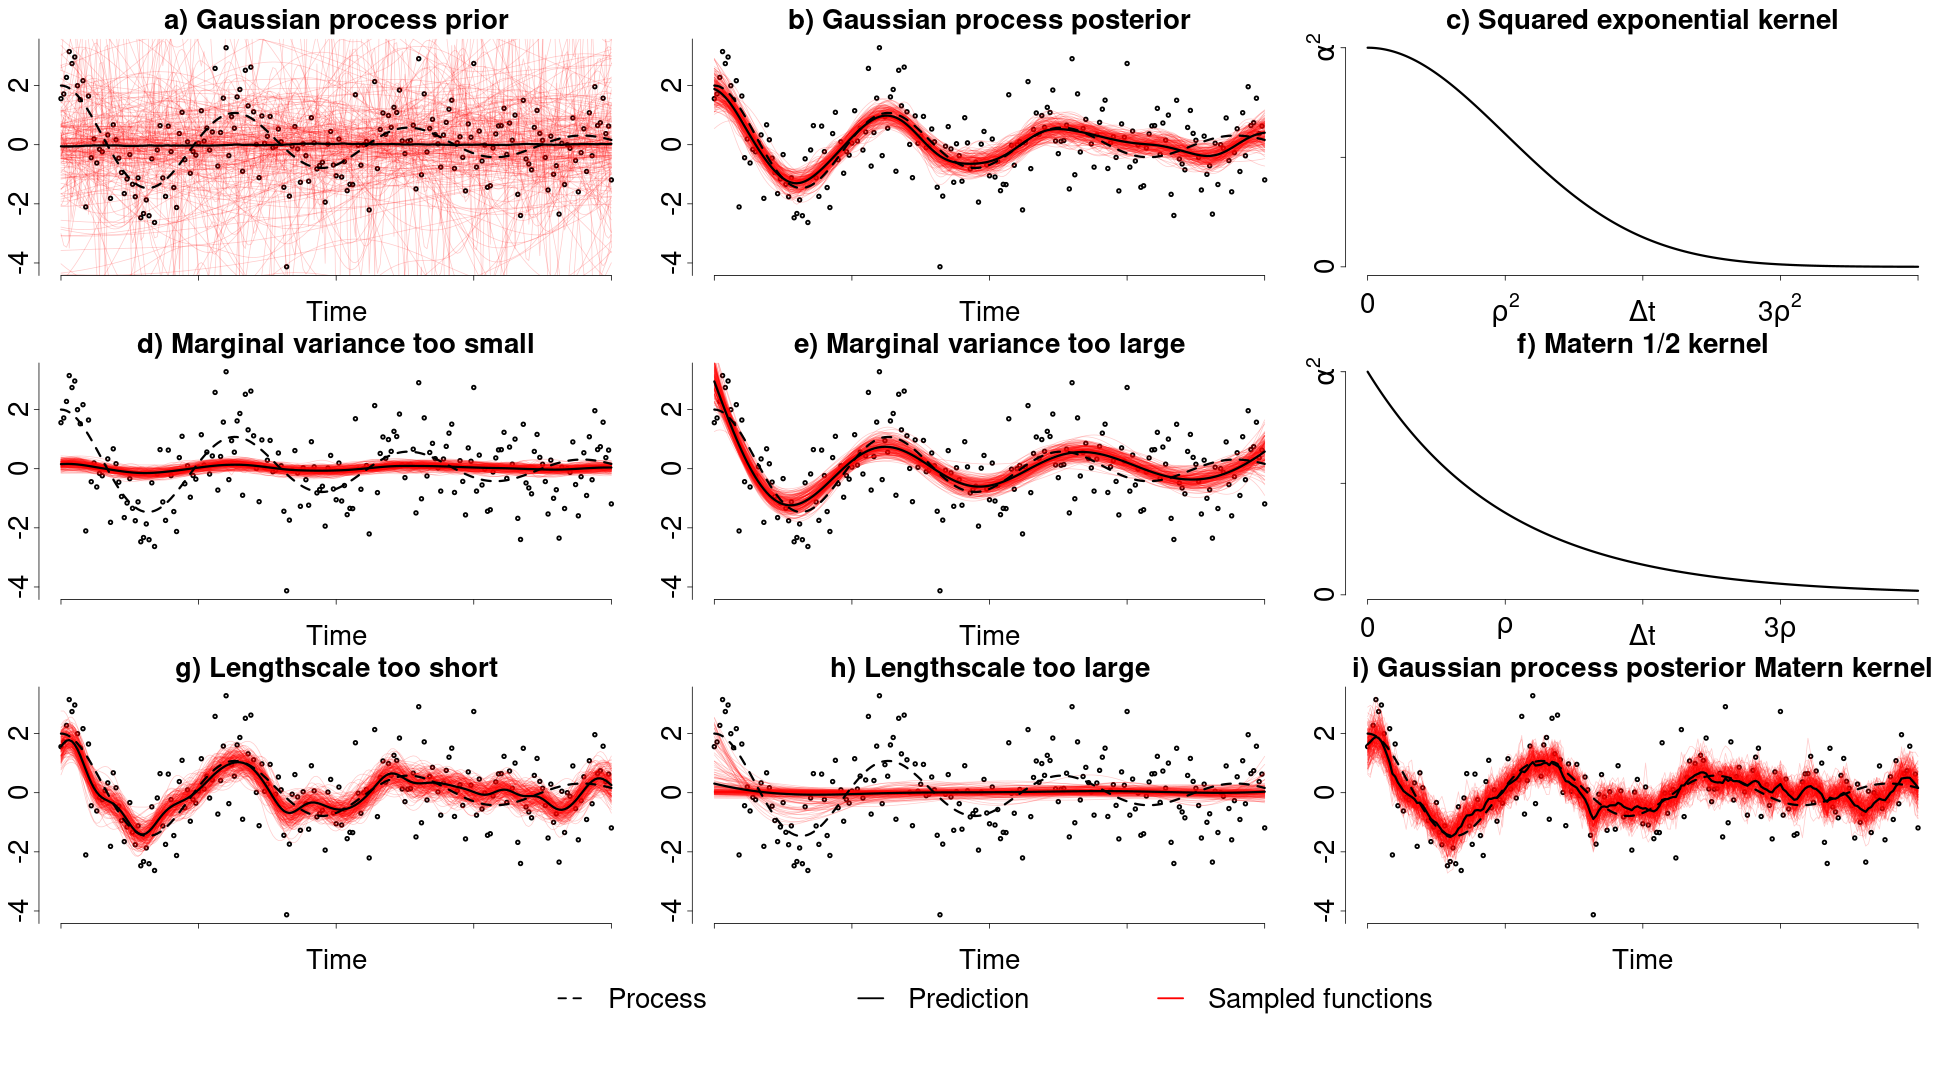 a) Gaussian process prior
2
0
-2
-4
Time
b) Gaussian process posterior
2
0
-2
-4
Time
c) Squared exponential kernel
α²
0
0 ρ² Δt 3ρ²
d) Marginal variance too small
2
0
-2
-4
Time
e) Marginal variance too large
2
0
-2
-4
Time
f) Matern 1/2 kernel
α²
0
0 ρ Δt 3ρ
g) Lengthscale too short
2
0
-2
-4
Time
h) Lengthscale too large
2
0
-2
-4
Time
i) Gaussian process posterior Matern kernel
2
0
-2
-4
Time
Process Prediction Sampled functions